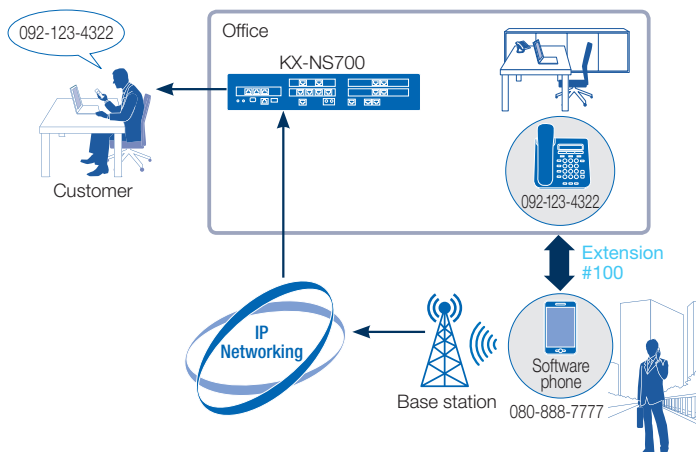 092-123-4322
Office
KX-NS700
Customer
092-123-4322
Extension
#100
IP
Networking
Base station
Software
phone
080-888-7777